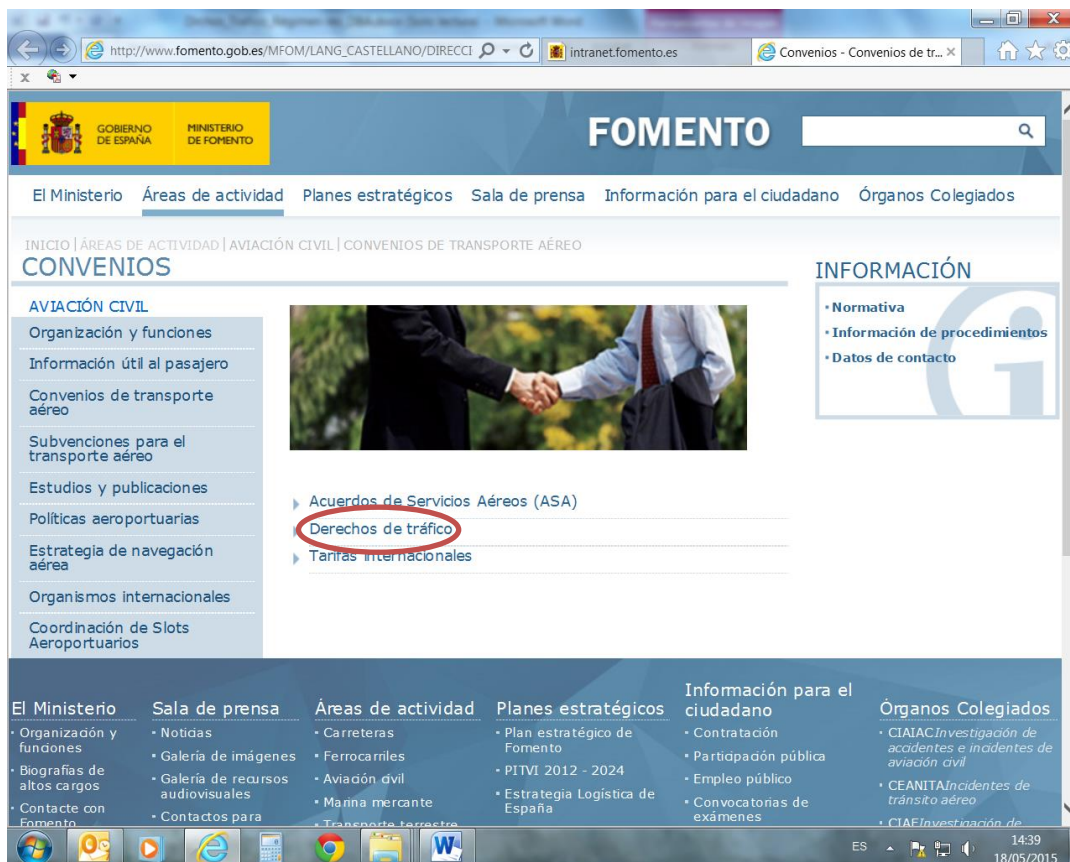 http://www.fomento.gob.es/MFOM/LANG_CASTELLANO/DIRECCI
intranet.fomento.es
Convenios - Convenios de tr...
x
GOBIERNO DE ESPAÑA
MINISTERIO DE FOMENTO
FOMENTO
El Ministerio Áreas de actividad Planes estratégicos Sala de prensa Información para el ciudadano Órganos Colegiados
INICIO | ÁREAS DE ACTIVIDAD | AVIACIÓN CIVIL | CONVENIOS DE TRANSPORTE AÉREO
CONVENIOS
AVIACIÓN CIVIL
Organización y funciones
Información útil al pasajero
Convenios de transporte
aéreo
Subvenciones para el
transporte aéreo
Estudios y publicaciones
Políticas aeroportuarias
Estrategia de navegación
aérea
Organismos internacionales
Coordinación de Slots
Aeroportuarios
Acuerdos de Servicios Aéreos (ASA)
Derechos de tráfico
Tarifas internacionales
INFORMACIÓN
Normativa
Información de procedimientos
Datos de contacto
El Ministerio
Organización y
funciones
Biografías de
altos cargos
Contacte con
Fomento
Sala de prensa
Noticias
Galería de imágenes
Galería de recursos
audiovisuales
Contactos para
Áreas de actividad
Carreteras
Ferrocarriles
Aviación civil
Marina mercante
Transporte terrestre
Planes estratégicos
Plan estratégico de
Fomento
PITVI 2012 - 2024
Estrategia Logística de
España
Información para el
ciudadano
Contratación
Participación pública
Empleo público
Convocatorias de
exámenes
Órganos Colegiados
CIAIACInvestigación de
accidentes e incidentes de
aviación civil
CEANITAIncidentes de
tránsito aéreo
CIAFInvestigación de
ES
14:39
18/05/2015